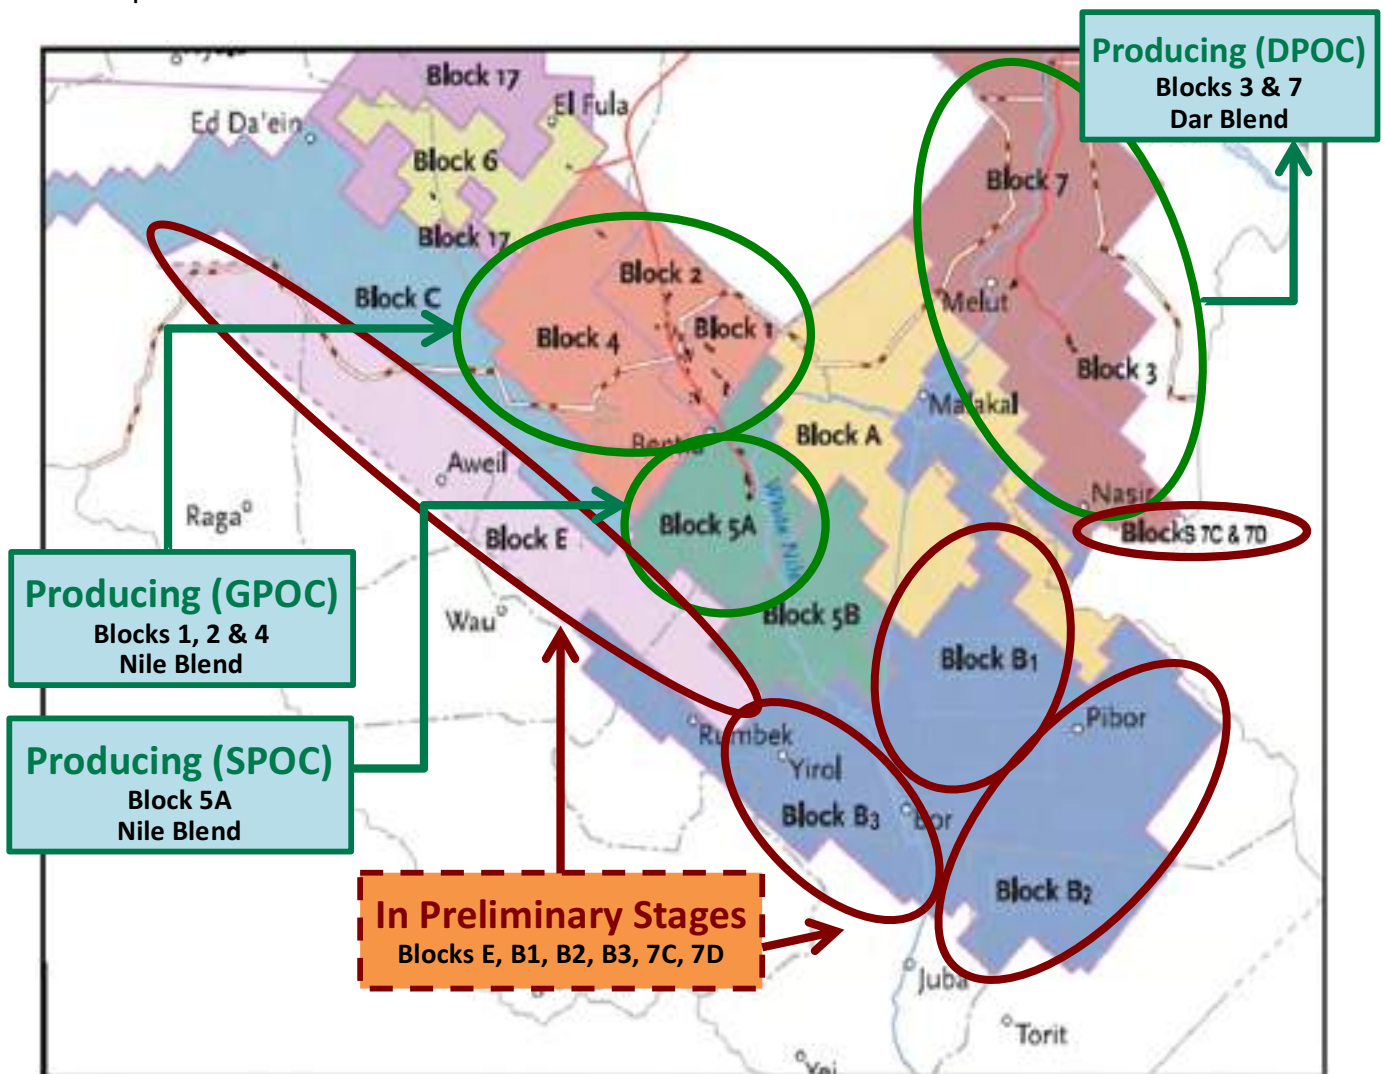 Producing (DPOC)
Blocks 3 & 7
Dar Blend
Block 17
El Fula
Ed Da'ein
Block 6
Block 7
Block 17
Block 2
Block C
Melut
Block 1
Block 4
Block 3
Malakal
Block A
Aweil
Nasir
Raga
Block 5A
White Nile
Block E
Blocks 7C & 7D
Producing (GPOC)
Blocks 1, 2 & 4
Nile Blend
Wau
Block 5B
Block B1
Pibor
Rumbek
Producing (SPOC)
Block 5A
Nile Blend
Yirol
Block B3
Bor
Block B2
In Preliminary Stages
Blocks E, B1, B2, B3, 7C, 7D
Juba
Torit